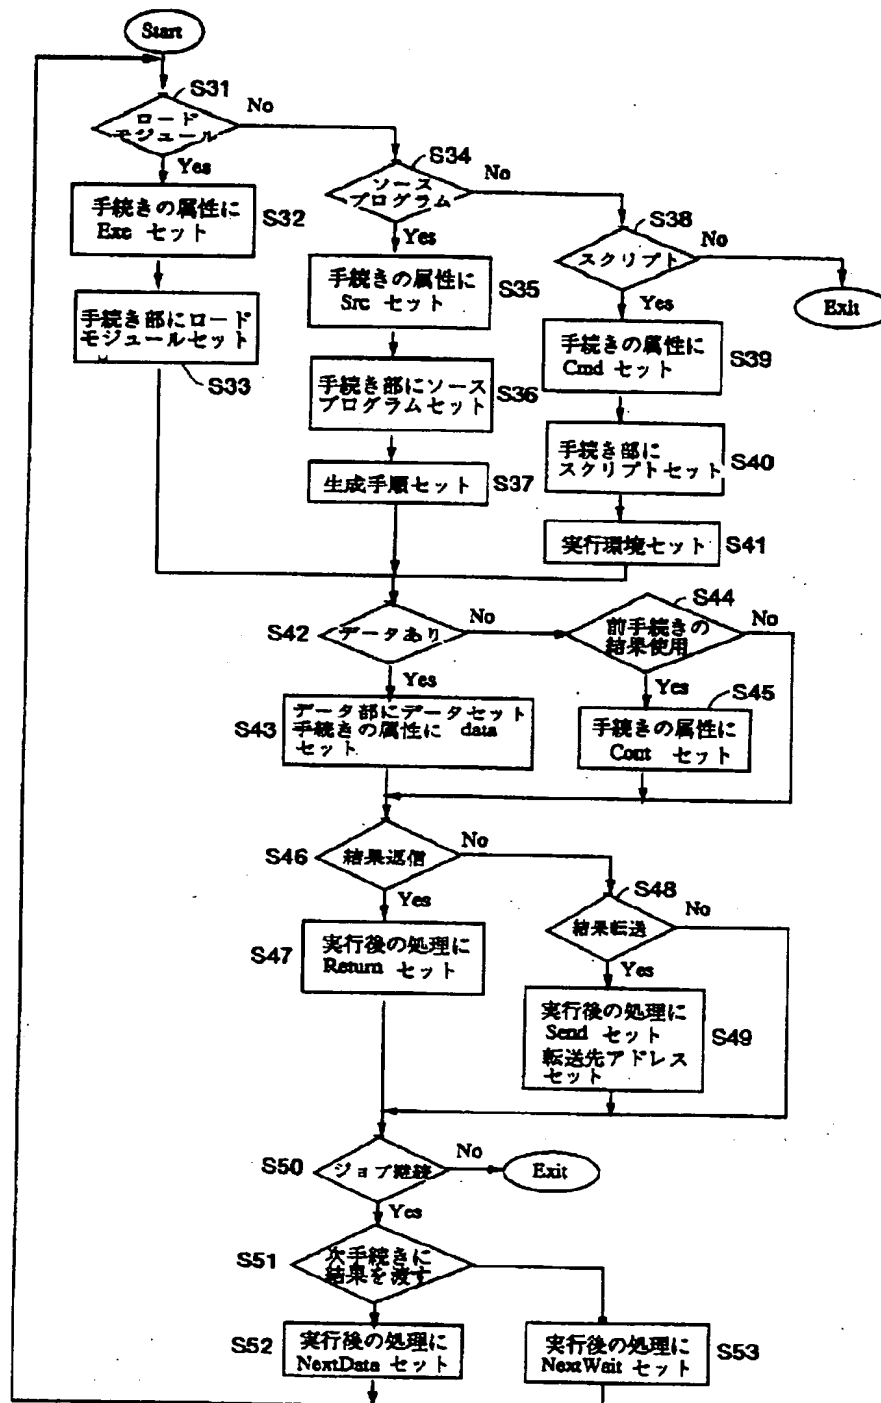 Start
S31
ロード
モジュール
No
Yes
手続きの属性に
Exe セット
S32
手続き部にロード
モジュールセット
S33
S34
ソース
プログラム
No
Yes
手続きの属性に
Src セット
S35
手続き部にソース
プログラムセット
S36
生成手順セット
S37
S38
スクリプト
No
Exit
Yes
手続きの属性に
Cmd セット
S39
手続き部に
スクリプトセット
S40
実行環境セット
S41
S42
データあり
No
Yes
S43
データ部にデータセット
手続きの属性に data
セット
S44
前手続きの
結果使用
No
Yes
S45
手続きの属性に
Cont セット
S46
結果返信
No
Yes
S47
実行後の処理に
Return セット
S48
結果転送
No
Yes
実行後の処理に
Send セット
転送先アドレス
セット
S49
S50
ジョブ継続
No
Exit
Yes
S51
次手続きに
結果を渡す
S52
実行後の処理に
NextData セット
実行後の処理に
NextWait セット
S53